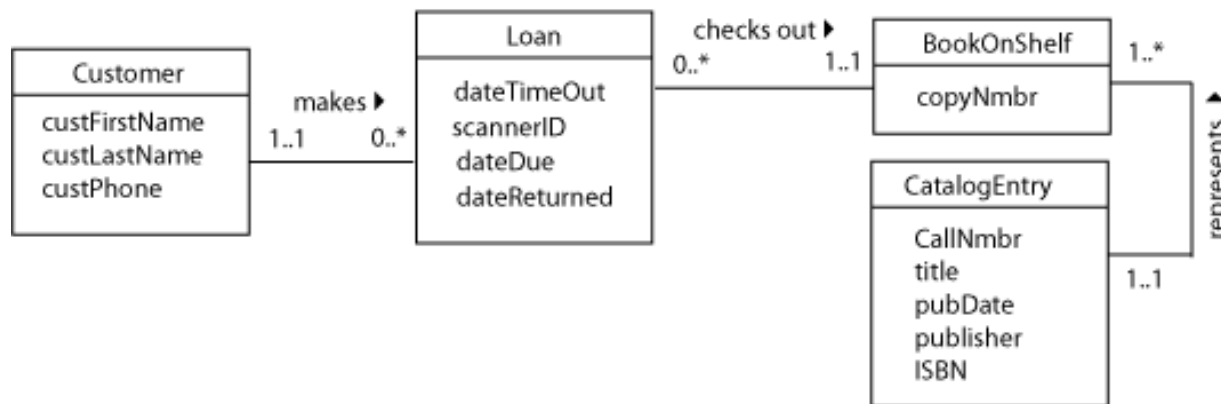 Customer
custFirstName
custLastName
custPhone
makes
1..1
0..*
Loan
dateTimeOut
scannerID
dateDue
dateReturned
checks out
0..*
1..1
BookOnShelf
copyNmbr
1..*
represents
1..1
CatalogEntry
CallNmbr
title
pubDate
publisher
ISBN